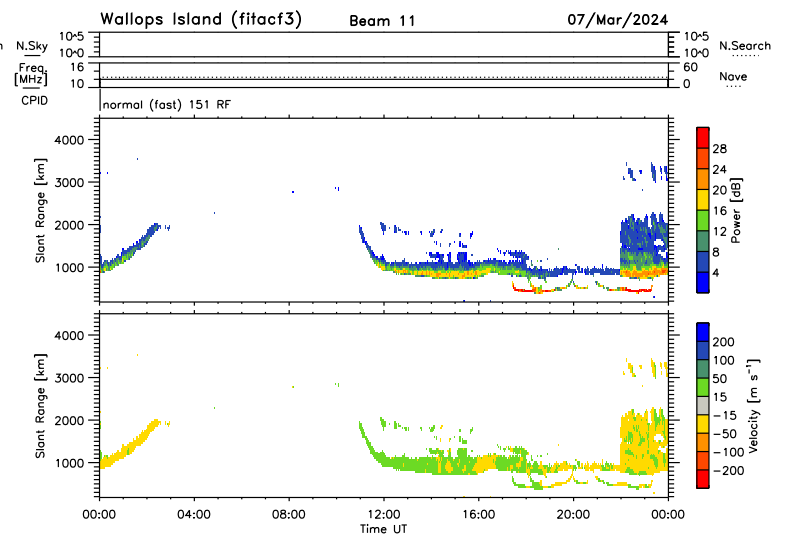 Wallops Island (fitacf3) Beam 11 07/Mar/2024
h N.Sky 10^5 10^0 10^5 10^0 N.Search
Freq. [MHz] 16 10 60 0 Nave
CPID normal (fast) 151 RF
Slant Range [km]
4000
3000
2000
1000
28
24
20
16
12
8
4
Power [dB]
Slant Range [km]
4000
3000
2000
1000
200
100
50
15
-15
-50
-100
-200
Velocity [m s⁻¹]
00:00 04:00 08:00 12:00 16:00 20:00 00:00
Time UT